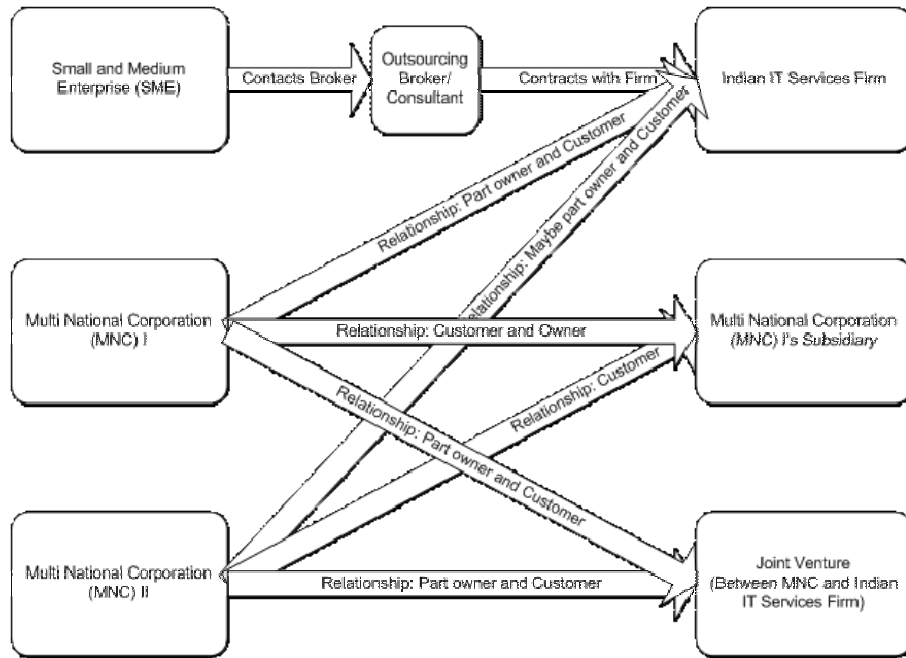 Small and Medium
Enterprise (SME)
Contacts Broker
Outsourcing
Broker/
Consultant
Contracts with Firm
Indian IT Services Firm
Relationship: Part owner and Customer
Relationship: Maybe part owner and Customer
Multi National Corporation
(MNC) I
Relationship: Customer and Owner
Multi National Corporation
(MNC) I's Subsidiary
Relationship: Customer
Relationship: Part owner and Customer
Multi National Corporation
(MNC) II
Relationship: Part owner and Customer
Joint Venture
(Between MNC and Indian
IT Services Firm)